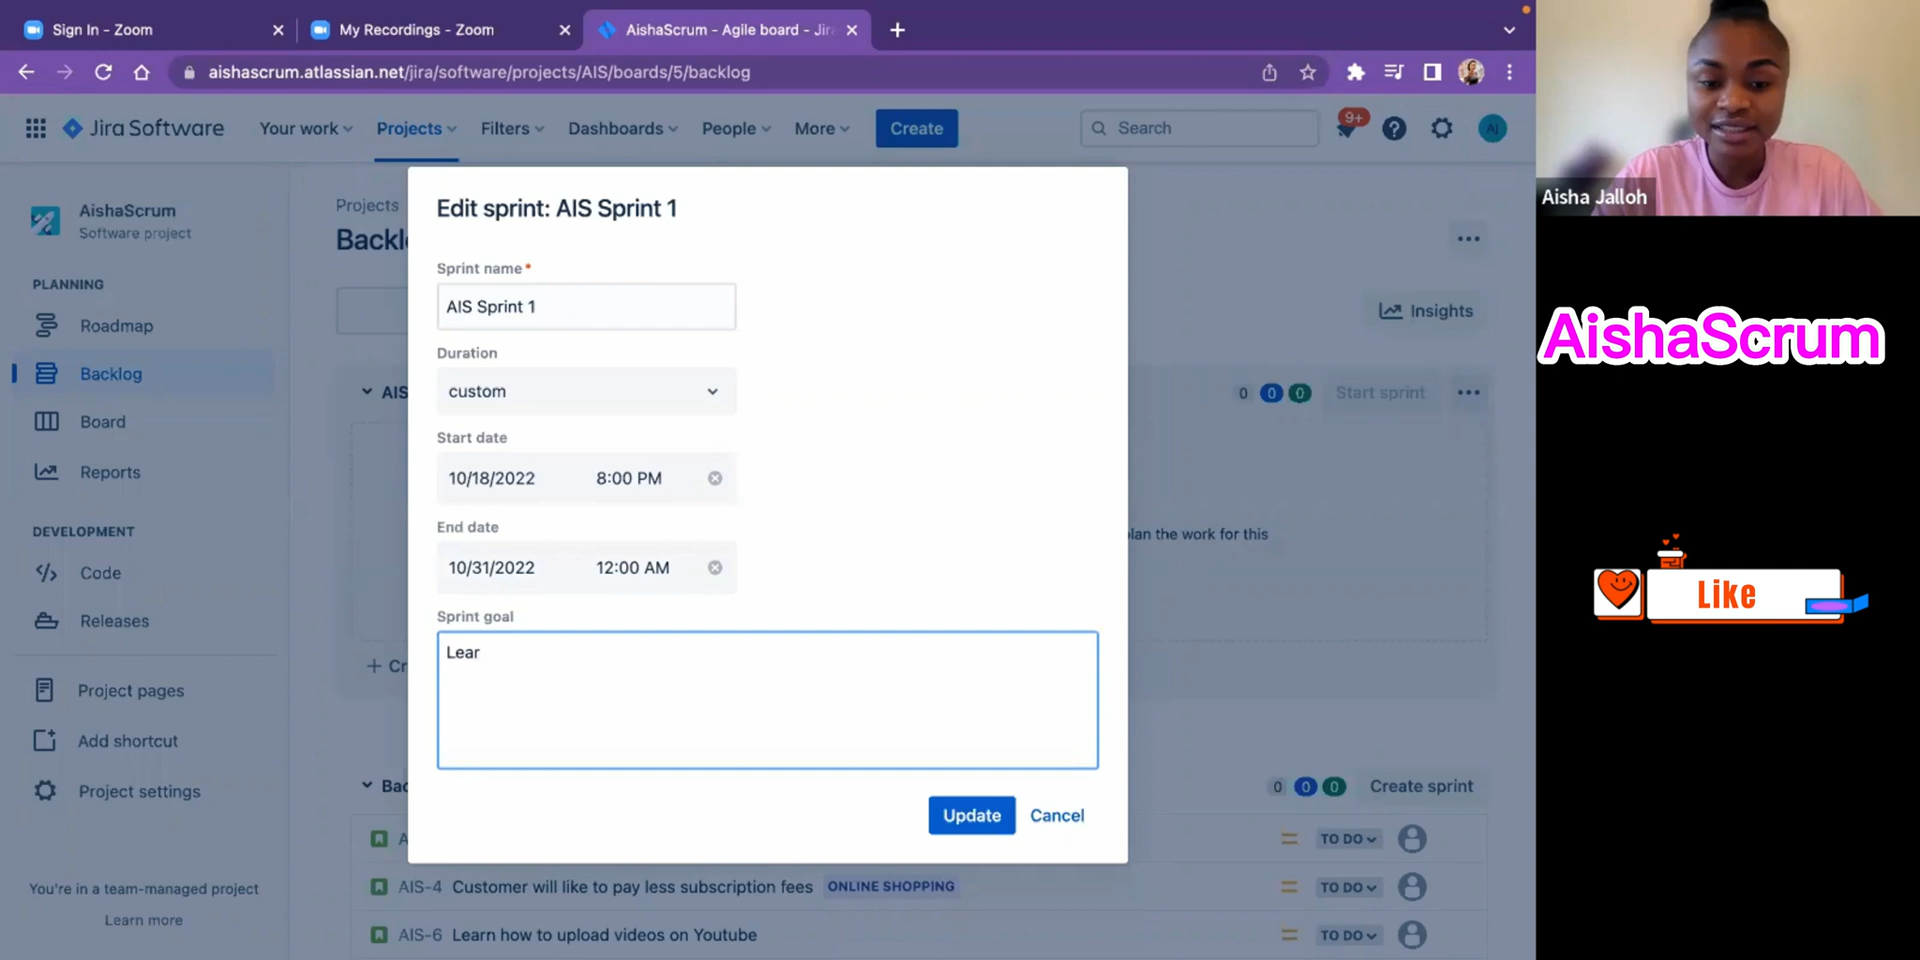 Sign In - Zoom
My Recordings - Zoom
AishaScrum - Agile board - Jira
aishascrum.atlassian.net/jira/software/projects/AIS/boards/5/backlog
Jira Software
Your work
Projects
Filters
Dashboards
People
More
Create
Search
9+
AI
AishaScrum
Software project
PLANNING
Roadmap
Backlog
Board
Reports
DEVELOPMENT
Code
Releases
Project pages
Add shortcut
Project settings
You're in a team-managed project
Learn more
Projects
Backl
Insights
AIS
0 0 0
Start sprint
lan the work for this
+ Cr
Edit sprint: AIS Sprint 1
Sprint name *
AIS Sprint 1
Duration
custom
Start date
10/18/2022 8:00 PM
End date
10/31/2022 12:00 AM
Sprint goal
Lear
Update
Cancel
Bac
0 0 0
Create sprint
A
TO DO
AIS-4 Customer will like to pay less subscription fees ONLINE SHOPPING
TO DO
AIS-6 Learn how to upload videos on Youtube
TO DO
Aisha Jalloh
AishaScrum
Like